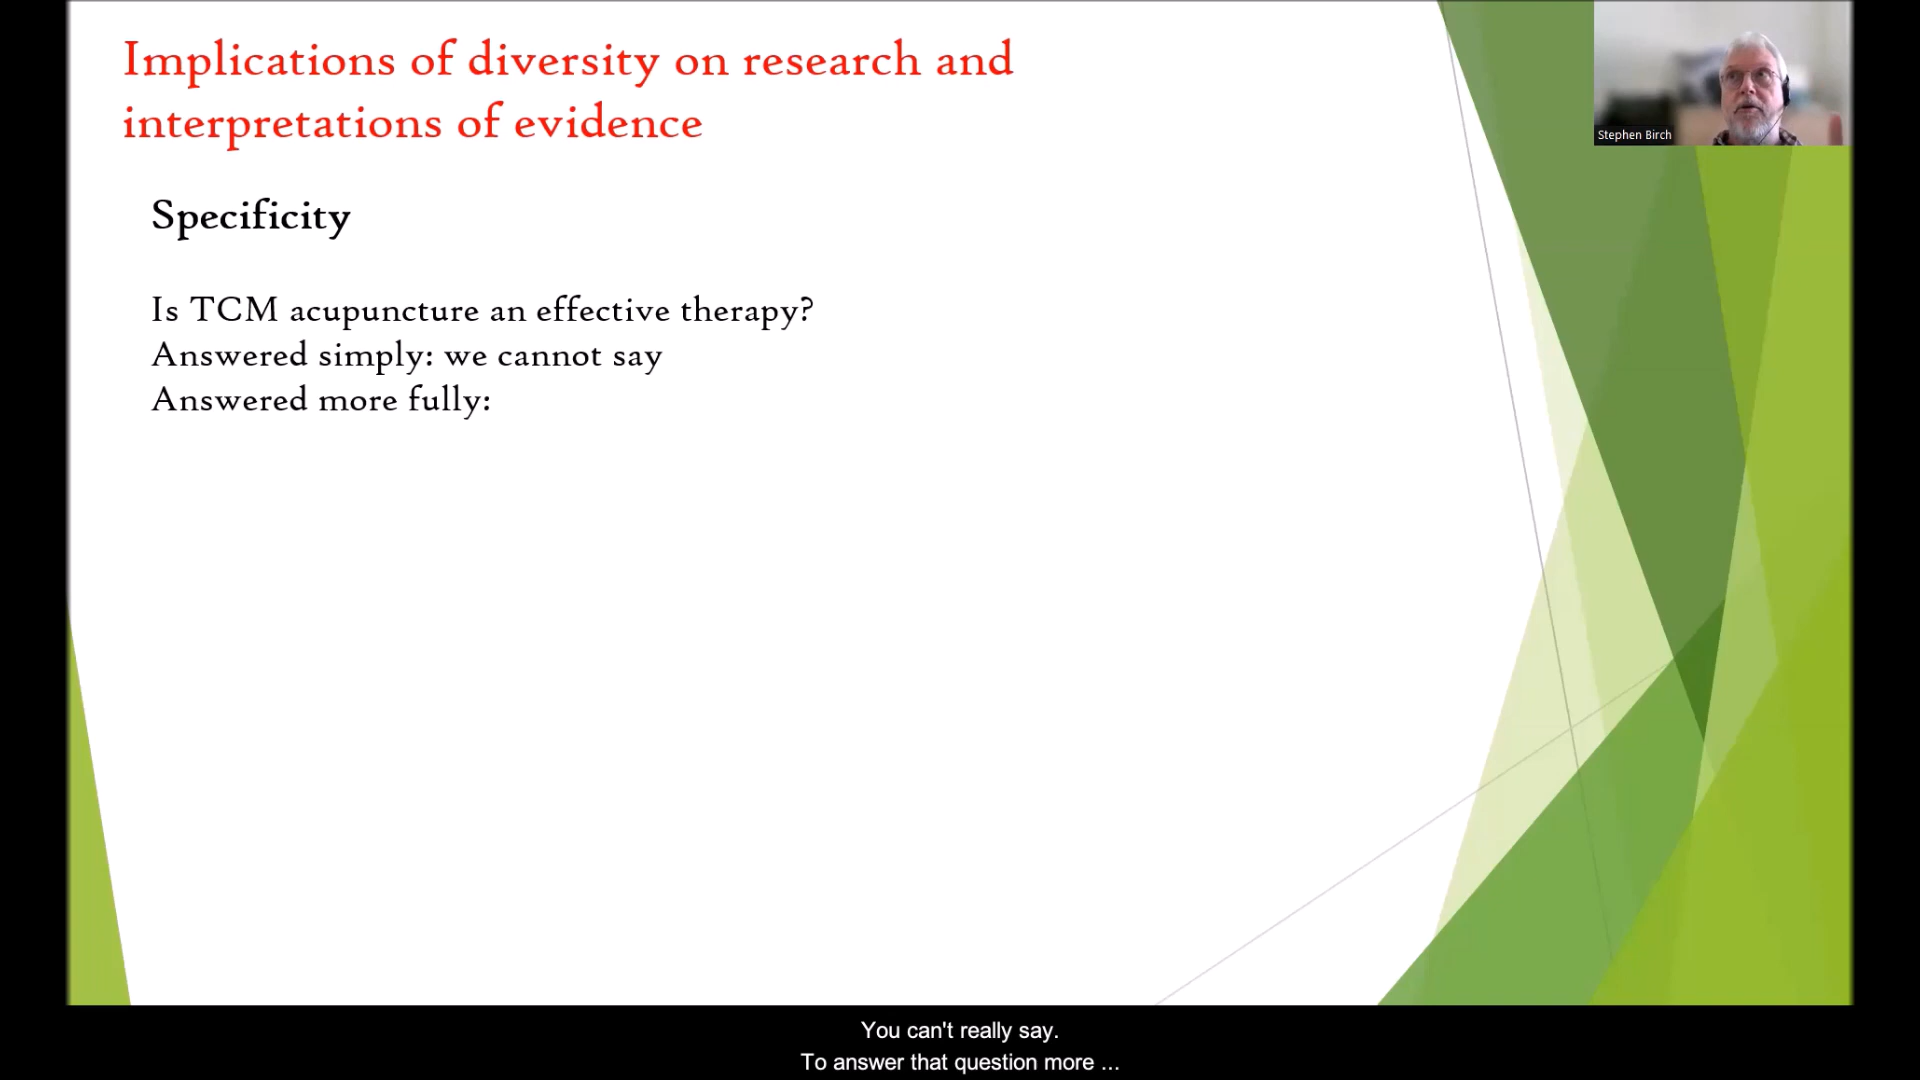 Implications of diversity on research and
interpretations of evidence
Stephen Birch
Specificity
Is TCM acupuncture an effective therapy?
Answered simply: we cannot say
Answered more fully:
You can't really say.
To answer that question more ...